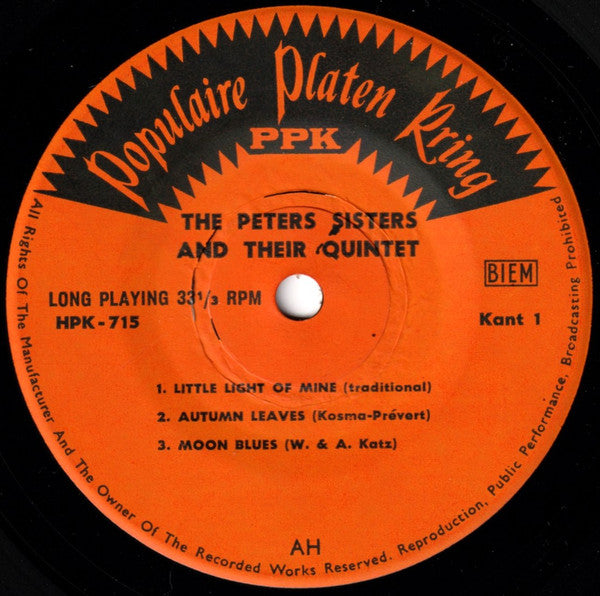 Populaire Platen Kring
PPK
THE PETERS SISTERS
AND THEIR QUINTET
BIEM
LONG PLAYING 33 1/3 RPM
HPK-715
Kant 1
1. LITTLE LIGHT OF MINE (traditional)
2. AUTUMN LEAVES (Kosma-Prévert)
3. MOON BLUES (W. & A. Katz)
AH
All Rights Of The Manufacturer And The Owner Of The Recorded Works Reserved. Reproduction, Public Performance, Broadcasting Prohibited